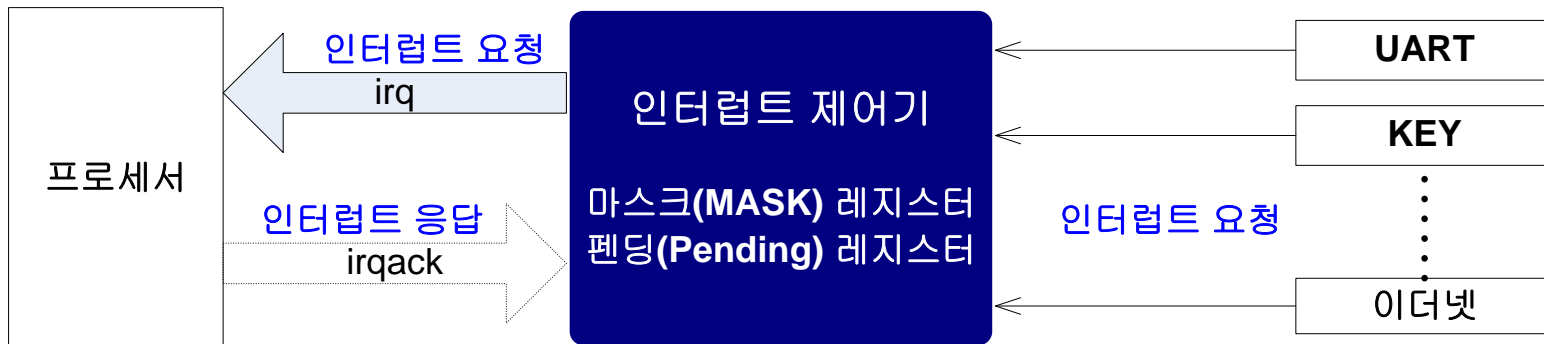 프로세서
인터럽트 요청
irq
인터럽트 응답
irqack
인터럽트 제어기
마스크(MASK) 레지스터
펜딩(Pending) 레지스터
인터럽트 요청
UART
KEY
이더넷